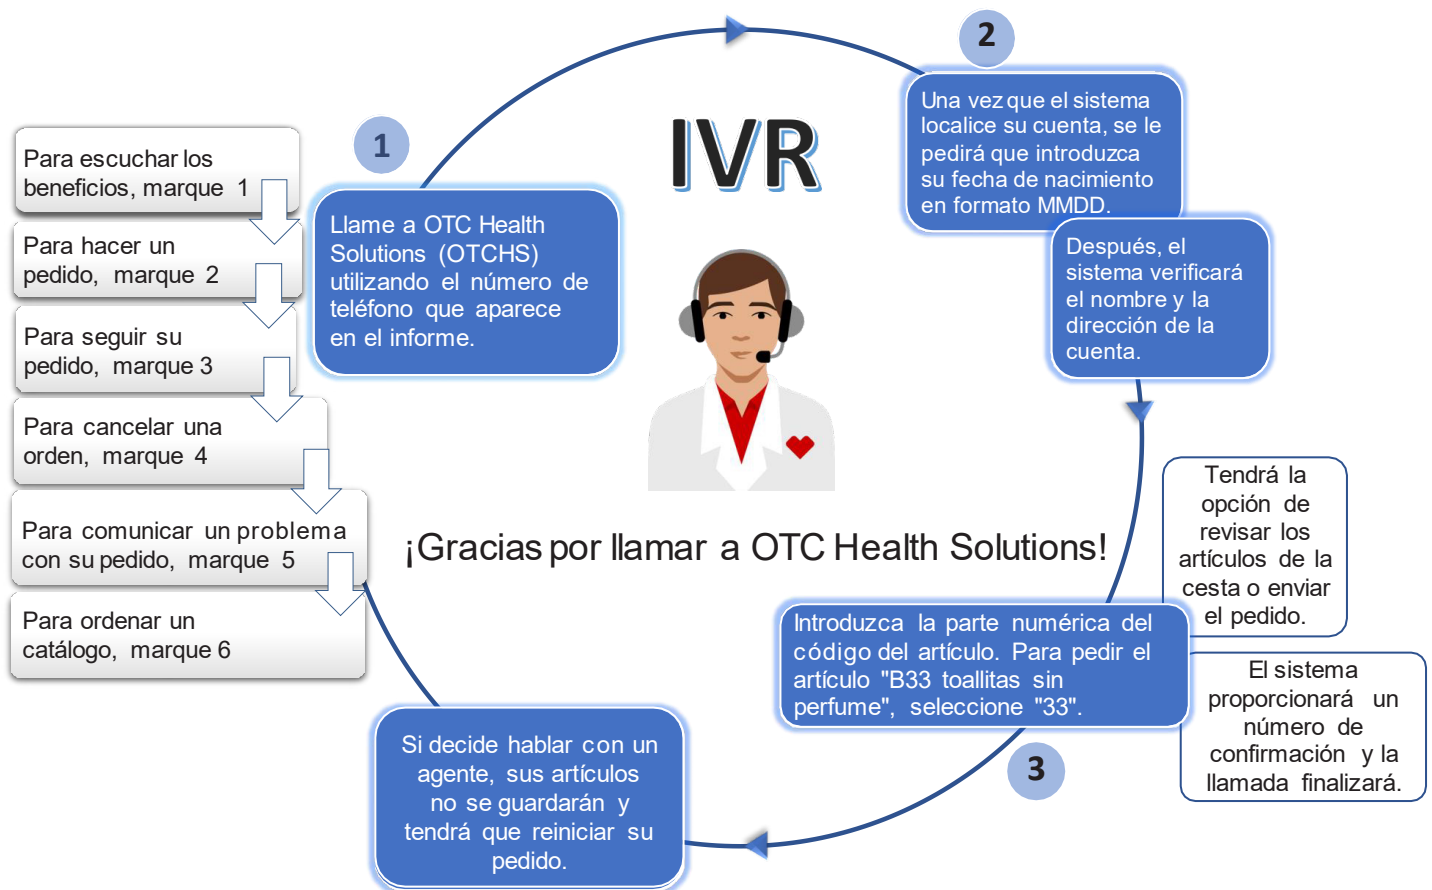 IVR
1
Llame a OTC Health
Solutions (OTCHS)
utilizando el número de
teléfono que aparece
en el informe.
Para escuchar los
beneficios, marque 1
Para hacer un
pedido, marque 2
Para seguir su
pedido, marque 3
Para cancelar una
orden, marque 4
Para comunicar un problema
con su pedido, marque 5
Para ordenar un
catálogo, marque 6
2
Una vez que el sistema
localice su cuenta, se le
pedirá que introduzca
su fecha de nacimiento
en formato MMDD.
Después, el
sistema verificará
el nombre y la
dirección de la
cuenta.
¡Gracias por llamar a OTC Health Solutions!
3
Introduzca la parte numérica del
código del artículo. Para pedir el
artículo "B33 toallitas sin
perfume", seleccione "33".
Tendrá la
opción de
revisar los
artículos de la
cesta o enviar
el pedido.
El sistema
proporcionará un
número de
confirmación y la
llamada finalizará.
Si decide hablar con un
agente, sus artículos
no se guardarán y
tendrá que reiniciar su
pedido.